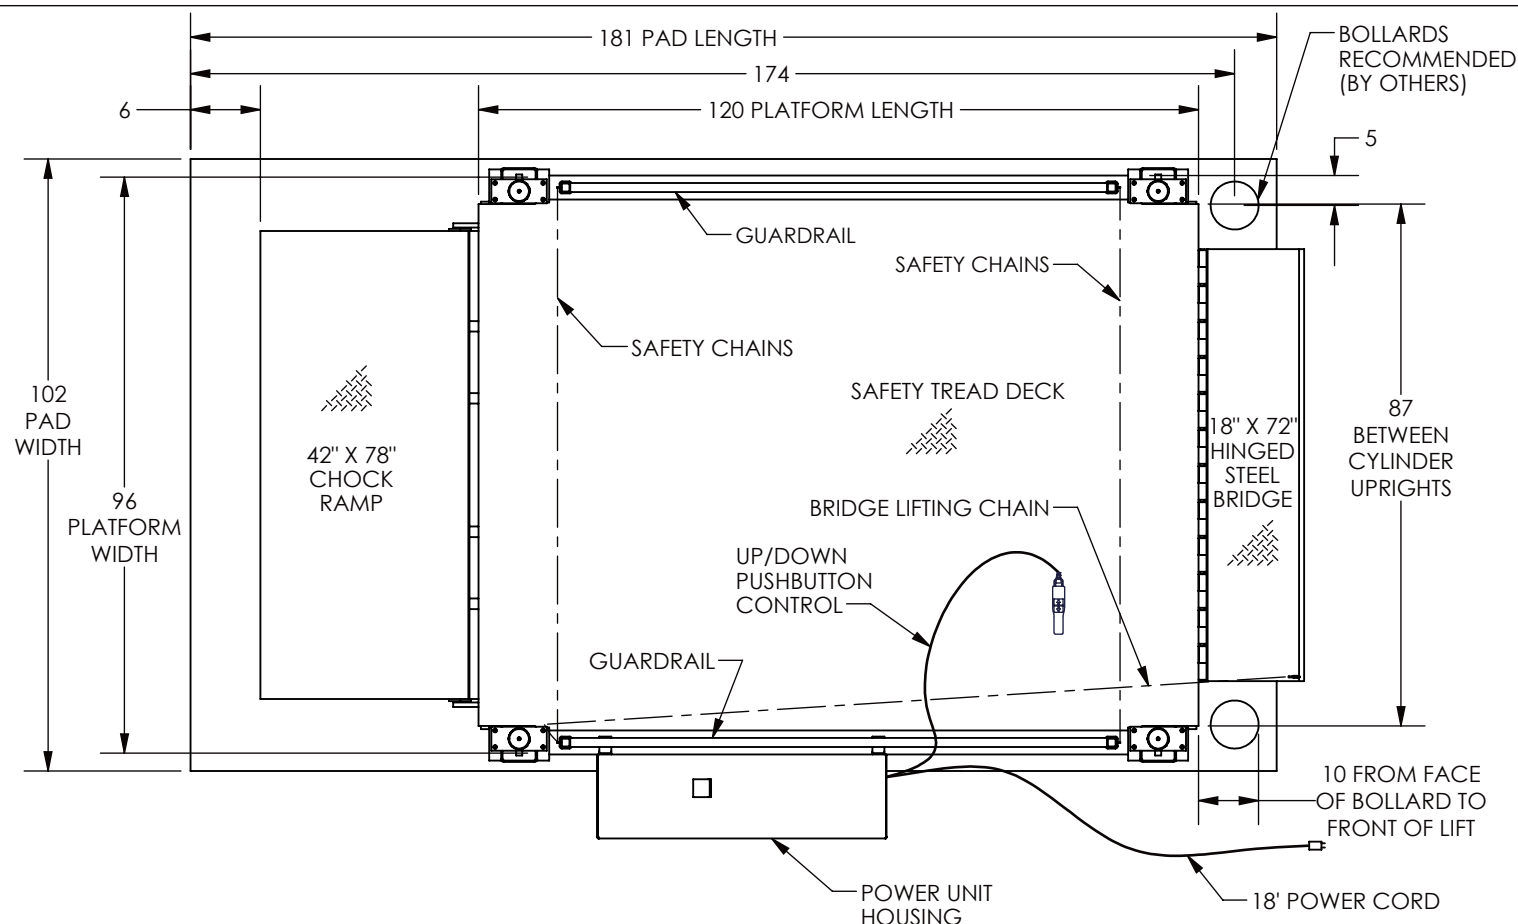 181 PAD LENGTH
174
120 PLATFORM LENGTH
6
BOLLARDS
RECOMMENDED
(BY OTHERS)
5
GUARDRAIL
SAFETY CHAINS
SAFETY CHAINS
SAFETY TREAD DECK
102
PAD
WIDTH
96
PLATFORM
WIDTH
42" X 78"
CHOCK
RAMP
18" X 72"
HINGED
STEEL
BRIDGE
87
BETWEEN
CYLINDER
UPRIGHTS
BRIDGE LIFTING CHAIN
UP/DOWN
PUSHBUTTON
CONTROL
GUARDRAIL
10 FROM FACE
OF BOLLARD TO
FRONT OF LIFT
POWER UNIT
HOUSING
18' POWER CORD